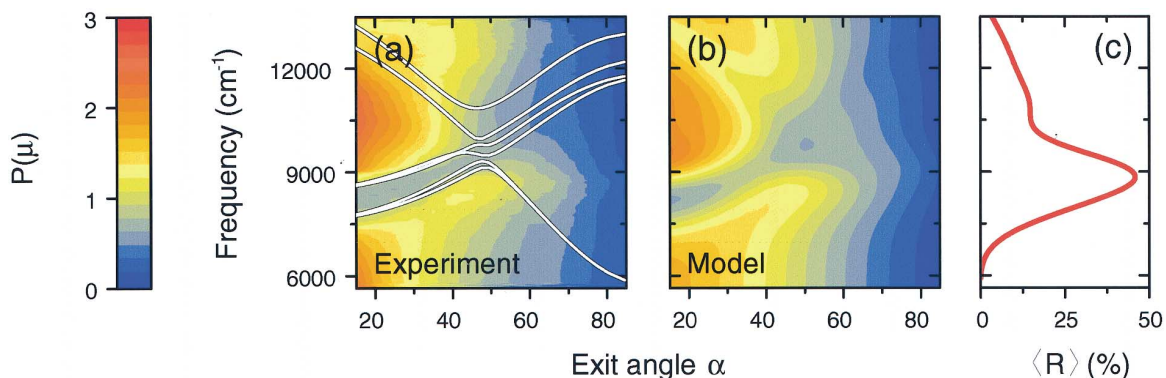 3
2
1
0
P(μ)
Frequency (cm⁻¹)
12000
9000
6000
(a)
Experiment
20 40 60 80
(b)
Model
20 40 60 80
Exit angle α
(c)
0 25 50
⟨R⟩ (%)